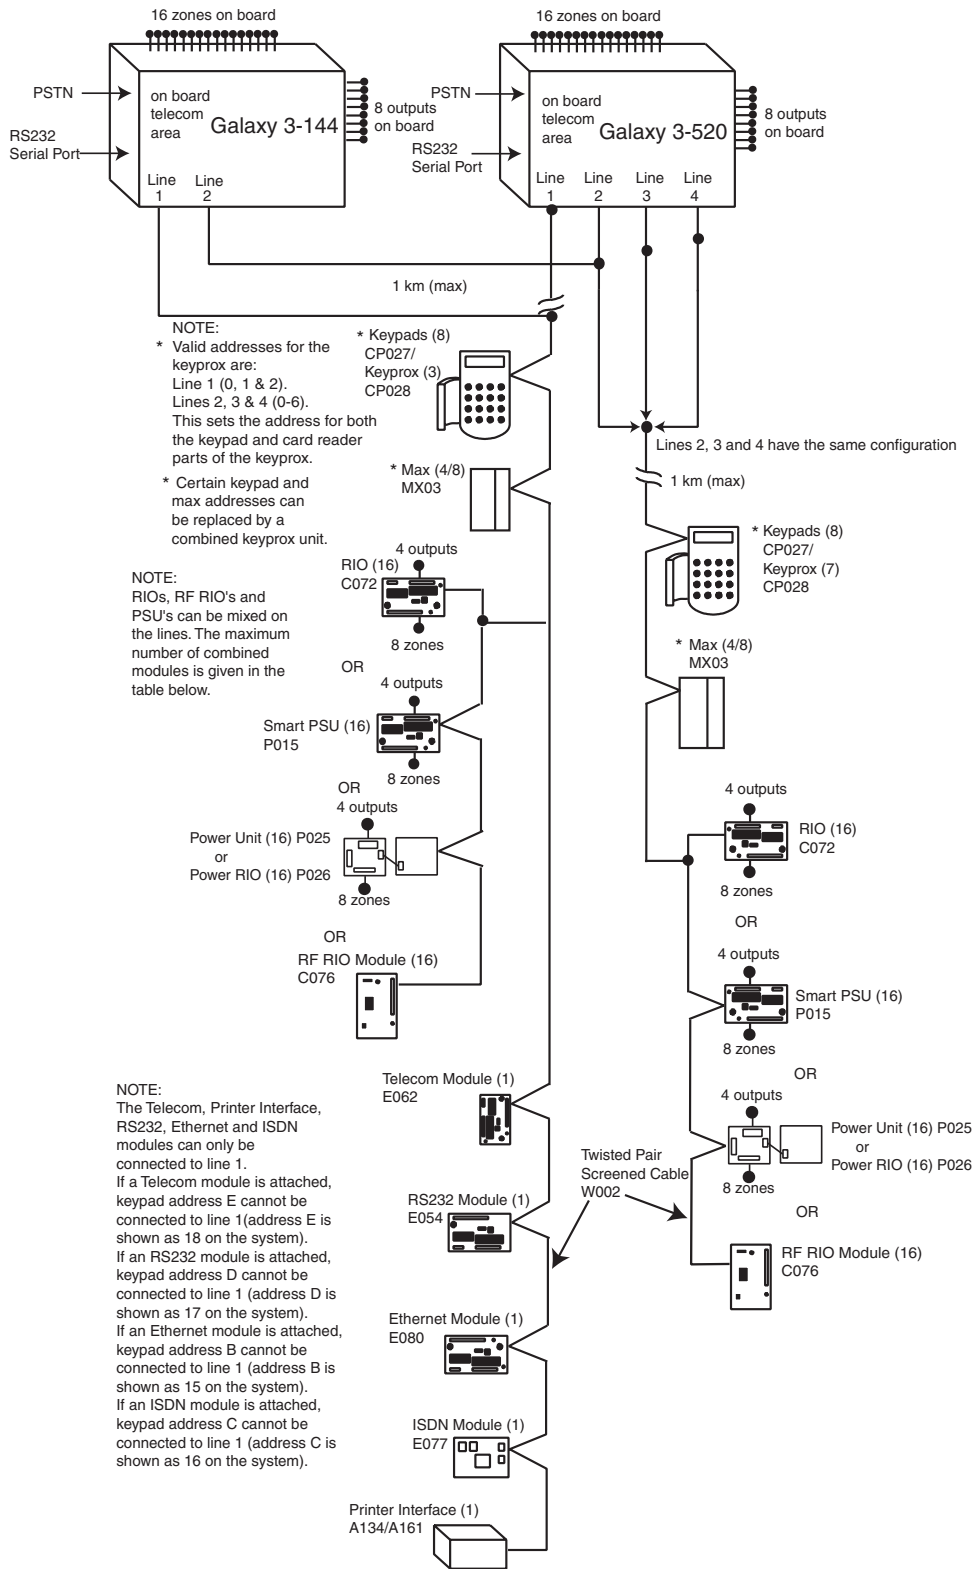 16 zones on board
16 zones on board
PSTN
on board
telecom
area
Galaxy 3-144
8 outputs
on board
RS232
Serial Port
Line
1
Line
2
PSTN
on board
telecom
area
Galaxy 3-520
8 outputs
on board
RS232
Serial Port
Line
1
Line
2
Line
3
Line
4
1 km (max)
NOTE:
* Valid addresses for the
keyprox are:
Line 1 (0, 1 & 2).
Lines 2, 3 & 4 (0-6).
This sets the address for both
the keypad and card reader
parts of the keyprox.
* Certain keypad and
max addresses can
be replaced by a
combined keyprox unit.
* Keypads (8)
CP027/
Keyprox (3)
CP028
* Max (4/8)
MX03
Lines 2, 3 and 4 have the same configuration
1 km (max)
* Keypads (8)
CP027/
Keyprox (7)
CP028
* Max (4/8)
MX03
NOTE:
RIOs, RF RIO's and
PSU's can be mixed on
the lines. The maximum
number of combined
modules is given in the
table below.
4 outputs
RIO (16)
C072
8 zones
OR
4 outputs
Smart PSU (16)
P015
8 zones
OR
4 outputs
Power Unit (16) P025
or
Power RIO (16) P026
8 zones
OR
RF RIO Module (16)
C076
4 outputs
RIO (16)
C072
8 zones
OR
4 outputs
Smart PSU (16)
P015
8 zones
OR
4 outputs
Power Unit (16) P025
or
Power RIO (16) P026
8 zones
OR
RF RIO Module (16)
C076
NOTE:
The Telecom, Printer Interface,
RS232, Ethernet and ISDN
modules can only be
connected to line 1.
If a Telecom module is attached,
keypad address E cannot be
connected to line 1(address E is
shown as 18 on the system).
If an RS232 module is attached,
keypad address D cannot be
connected to line 1 (address D is
shown as 17 on the system).
If an Ethernet module is attached,
keypad address B cannot be
connected to line 1 (address B is
shown as 15 on the system).
If an ISDN module is attached,
keypad address C cannot be
connected to line 1 (address C is
shown as 16 on the system).
Telecom Module (1)
E062
Twisted Pair
Screened Cable
W002
RS232 Module (1)
E054
Ethernet Module (1)
E080
ISDN Module (1)
E077
Printer Interface (1)
A134/A161